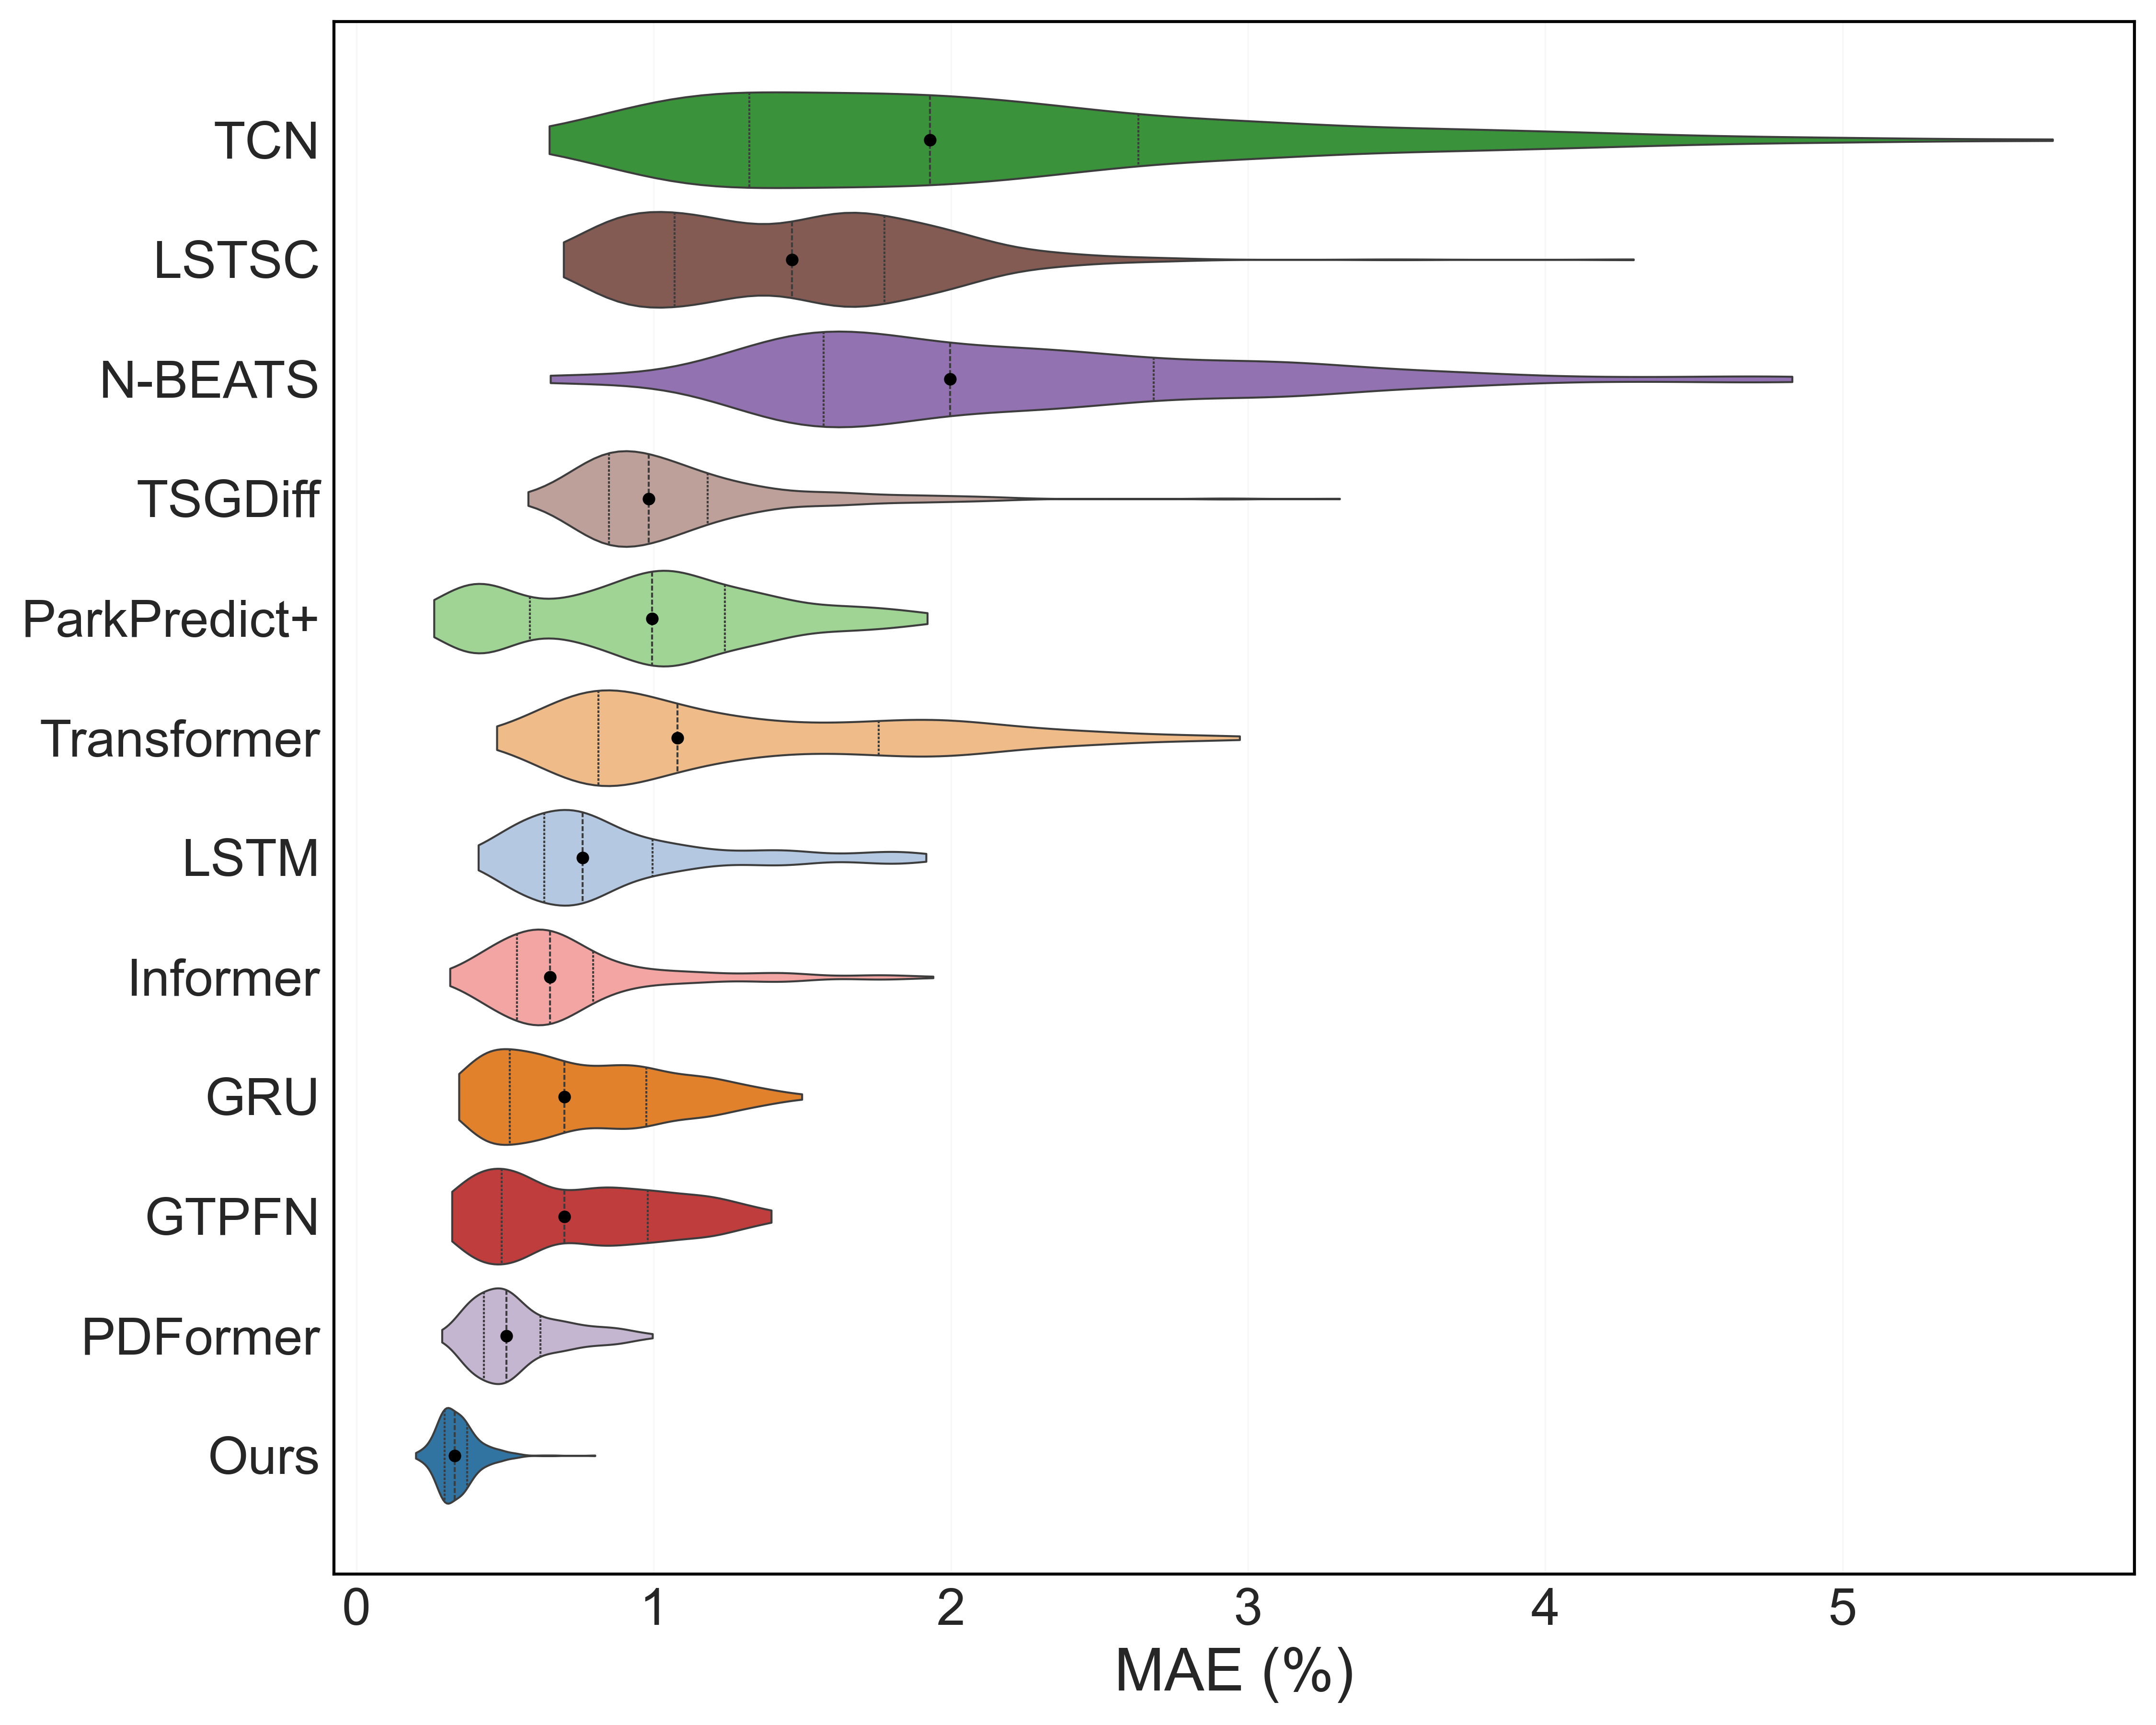 TCN
LSTSC
N-BEATS
TSGDiff
ParkPredict+
Transformer
LSTM
Informer
GRU
GTPFN
PDFormer
Ours
0 1 2 3 4 5
MAE (%)